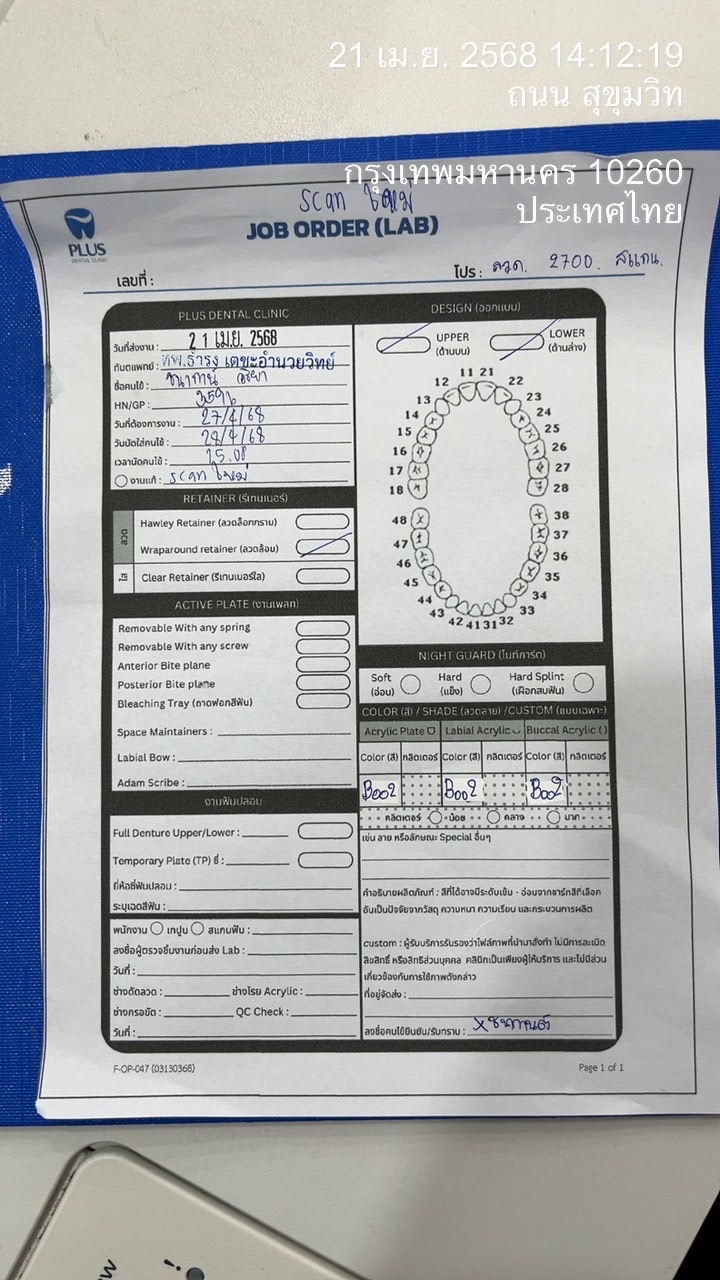 21 เม.ย. 2568 14:12:19
ถนน สุขุมวิท
กรุงเทพมหานคร 10260
ประเทศไทย
scan ใหม่
PLUS
DENTAL CLINIC
JOB ORDER (LAB)
เลขที่ :
โปร : ลวด. 2700. สแกน.
PLUS DENTAL CLINIC
วันที่ส่งงาน : 21 เม.ย. 2568
ทันตแพทย์ : ทพ.ธำรง เตชะอำนวยวิทย์
ชื่อคนไข้ :
HN/GP : 3596
วันที่ต้องการงาน : 27/4/68
วันนัดใส่คนไข้ : 28/4/68
เวลานัดคนไข้ : 15.00
งานแก้ : scan ใหม่
RETAINER (รีเทนเนอร์)
ลวด
Hawley Retainer (ลวดล็อกกราม)
Wraparound retainer (ลวดล้อม)
ใส
Clear Retainer (รีเทนเนอร์ใส)
ACTIVE PLATE (งานเพลท)
Removable With any spring
Removable With any screw
Anterior Bite plane
Posterior Bite plane
Bleaching Tray (ถาดฟอกสีฟัน)
Space Maintainers :
Labial Bow :
Adam Scribe :
งานฟันปลอม
Full Denture Upper/Lower :
Temporary Plate (TP) ซี่ :
ยี่ห้อซี่ฟันปลอม :
ระบุเฉดสีฟัน :
พนักงาน เทปูน สแกนฟัน :
ลงชื่อผู้ตรวจชิ้นงานก่อนส่ง Lab :
วันที่ :
ช่างดัดลวด : ช่างโรย Acrylic :
ช่างกรอขัด : QC Check :
วันที่ :
DESIGN (ออกแบบ)
UPPER
(ด้านบน)
LOWER
(ด้านล่าง)
11 21
12 22
13 23
14 24
15 25
16 26
17 27
18 28
48 38
47 37
46 36
45 35
44 34
43 33
42 41 31 32
NIGHT GUARD (ไนท์การ์ด)
Soft
(อ่อน)
Hard
(แข็ง)
Hard Splint
(เฝือกสบฟัน)
COLOR (สี) / SHADE (ลวดลาย) /CUSTOM (แบบเฉพาะ)
Acrylic Plate Labial Acrylic Buccal Acrylic ( )
Color (สี) กลิตเตอร์ Color (สี) กลิตเตอร์ Color (สี) กลิตเตอร์
B002 B002 B002
กลิตเตอร์ น้อย กลาง มาก
เช่น ลาย หรือลักษณะ Special อื่นๆ
คำอธิบายผลิตภัณฑ์ : สีที่ได้อาจมีระดับเข้ม - อ่อนจากชาร์ทสีที่เลือก
อันเป็นปัจจัยจากวัสดุ ความหนา ความเรียบ และกระบวนการผลิต
custom : ผู้รับบริการรับรองว่าไฟล์ภาพที่นำมาสั่งทำ ไม่มีการละเมิด
ลิขสิทธิ์ หรือสิทธิส่วนบุคคล คลินิกเป็นเพียงผู้ให้บริการ และไม่มีส่วน
เกี่ยวข้องกับการใช้ภาพดังกล่าว
ที่อยู่จัดส่ง :
ลงชื่อคนไข้ยืนยัน/รับทราบ : x
F-OP-047 (03130368)
Page 1 of 1